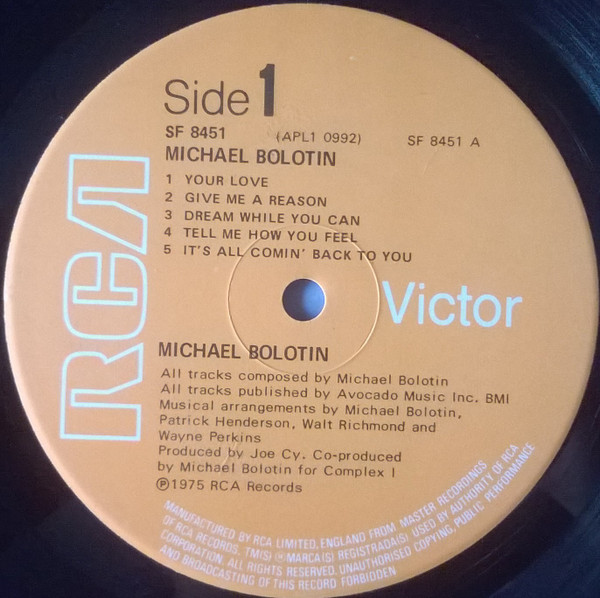 Side 1
SF 8451 (APL1 0992) SF 8451 A
MICHAEL BOLOTIN
1 YOUR LOVE
2 GIVE ME A REASON
3 DREAM WHILE YOU CAN
4 TELL ME HOW YOU FEEL
5 IT'S ALL COMIN' BACK TO YOU
RCA
Victor
MICHAEL BOLOTIN
All tracks composed by Michael Bolotin
All tracks published by Avocado Music Inc. BMI
Musical arrangements by Michael Bolotin,
Patrick Henderson, Walt Richmond and
Wayne Perkins
Produced by Joe Cy. Co-produced
by Michael Bolotin for Complex I
℗1975 RCA Records
MANUFACTURED BY RCA LIMITED, ENGLAND FROM MASTER RECORDINGS
OF RCA RECORDS. TM(S) ® MARCA(S) REGISTRADA(S) USED BY AUTHORITY OF RCA
CORPORATION. ALL RIGHTS RESERVED. UNAUTHORISED COPYING, PUBLIC PERFORMANCE
AND BROADCASTING OF THIS RECORD FORBIDDEN